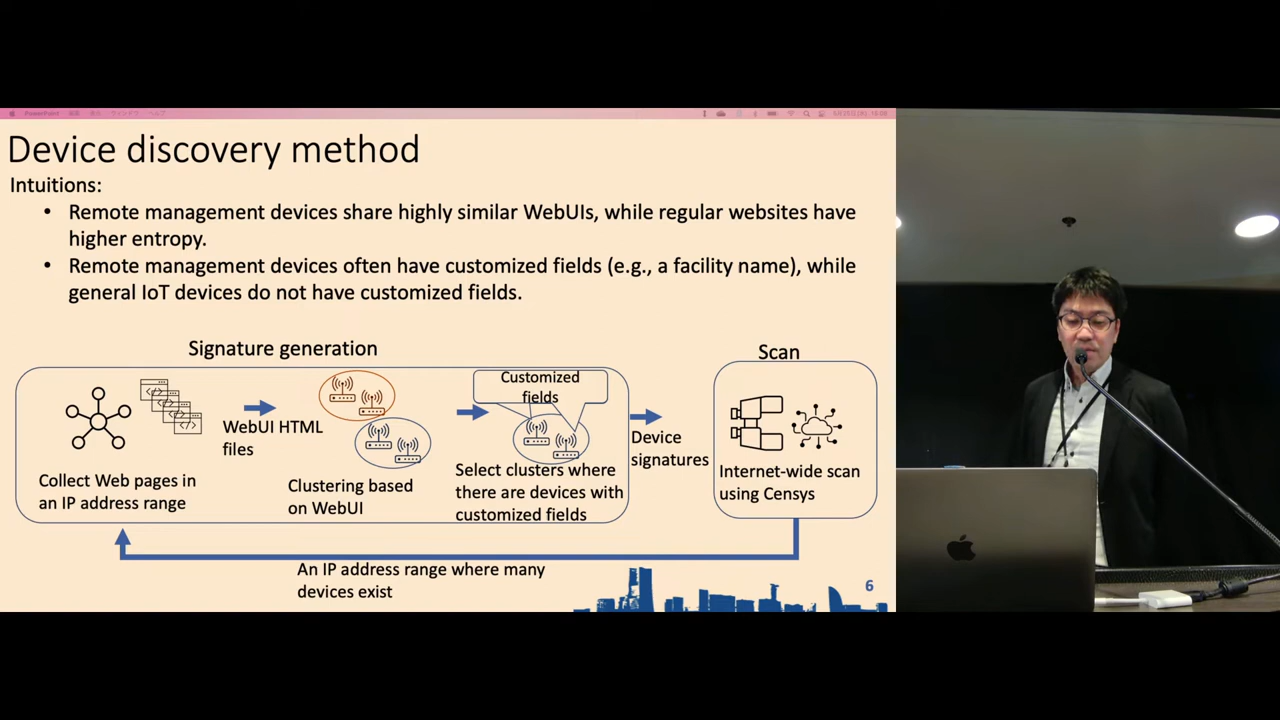 PowerPoint
Device discovery method
Intuitions:
• Remote management devices share highly similar WebUIs, while regular websites have
higher entropy.
• Remote management devices often have customized fields (e.g., a facility name), while
general IoT devices do not have customized fields.
Signature generation
Scan
Customized
fields
WebUI HTML
files
Device
signatures
Collect Web pages in
an IP address range
Clustering based
on WebUI
Select clusters where
there are devices with
customized fields
Internet-wide scan
using Censys
An IP address range where many
devices exist
6